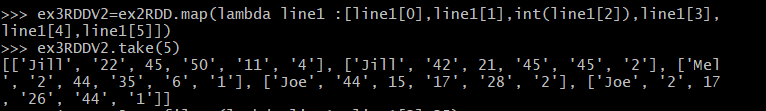 >>> ex3RDDV2=ex2RDD.map(lambda line1 :[line1[0],line1[1],int(line1[2]),line1[3],
line1[4],line1[5]])
>>> ex3RDDV2.take(5)
[['Jill', '22', 45, '50', '11', '4'], ['Jill', '42', 21, '45', '45', '2'], ['Mel
', '2', 44, '35', '6', '1'], ['Joe', '44', 15, '17', '28', '2'], ['Joe', '2', 17
, '26', '44', '1']]